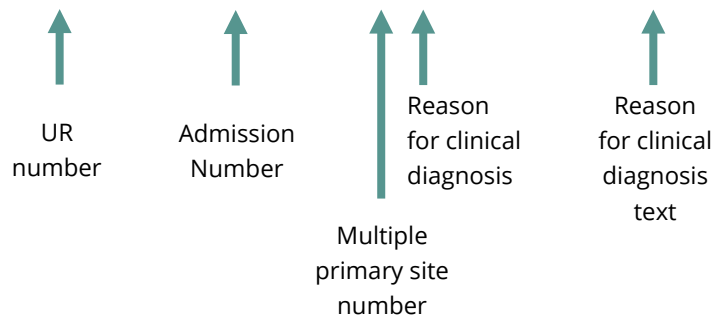 UR
number
Admission
Number
Multiple
primary site
number
Reason
for clinical
diagnosis
Reason
for clinical
diagnosis
text